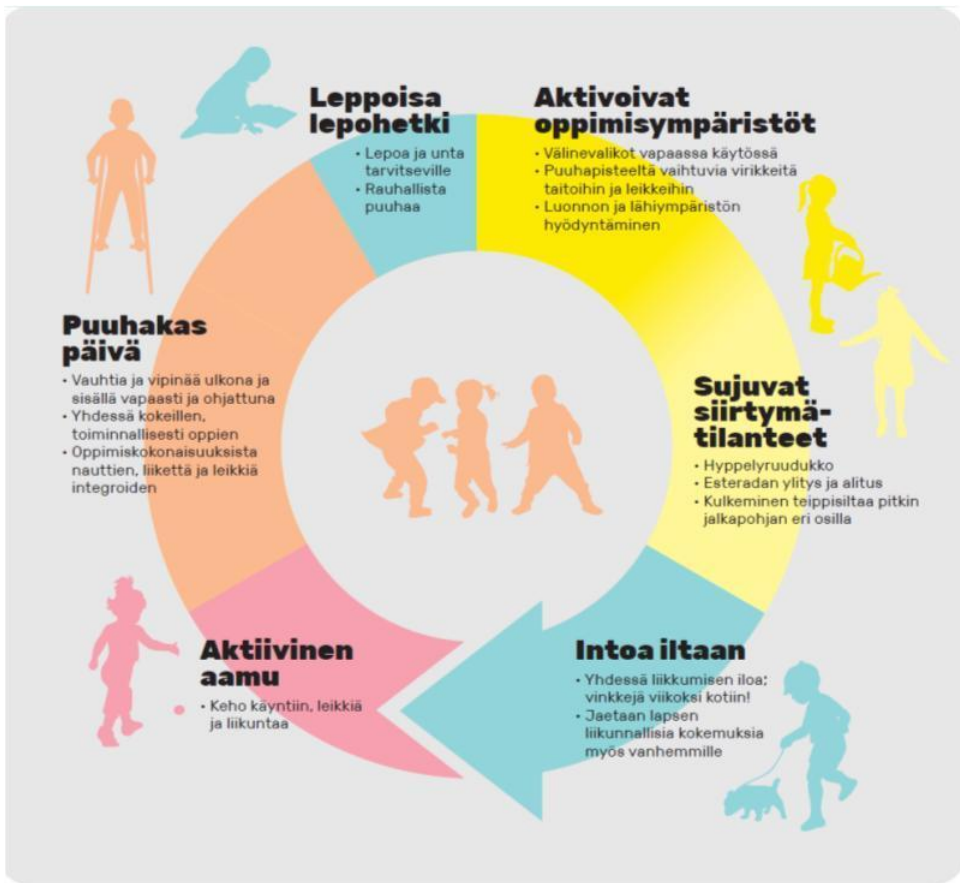 Leppoisa
lepohetki
• Lepoa ja unta
tarvitseville
• Rauhallista
puuhaa
Aktivoivat
oppimisympäristöt
• Välinevalikot vapaassa käytössä
• Puuhapisteeltä vaihtuvia virikkeitä
taitoihin ja leikkeihin
• Luonnon ja lähiympäristön
hyödyntäminen
Puuhakas
päivä
• Vauhtia ja vipinää ulkona ja
sisällä vapaasti ja ohjattuna
• Yhdessä kokeillen,
toiminnallisesti oppien
• Oppimiskokonaisuuksista
nauttien, liikettä ja leikkiä
integroiden
Sujuvat
siirtymä-
tilanteet
• Hyppelyruudukko
• Esteradan ylitys ja alitus
• Kulkeminen teippisiltaa pitkin
jalkapohjan eri osilla
Aktiivinen
aamu
• Keho käyntiin, leikkiä
ja liikuntaa
Intoa iltaan
• Yhdessä liikkumisen iloa;
vinkkejä viikoksi kotiin!
• Jaetaan lapsen
liikunnallisia kokemuksia
myös vanhemmille